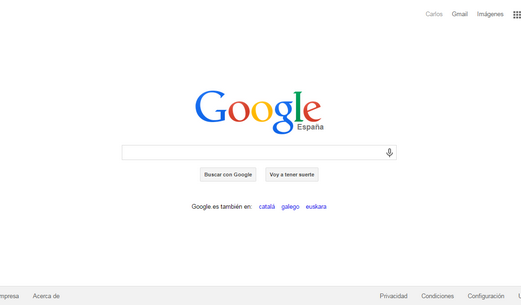 Carlos Gmail Imágenes
Google
España
Buscar con Google Voy a tener suerte
Google.es también en: català galego euskara
mpresa Acerca de Privacidad Condiciones Configuración U